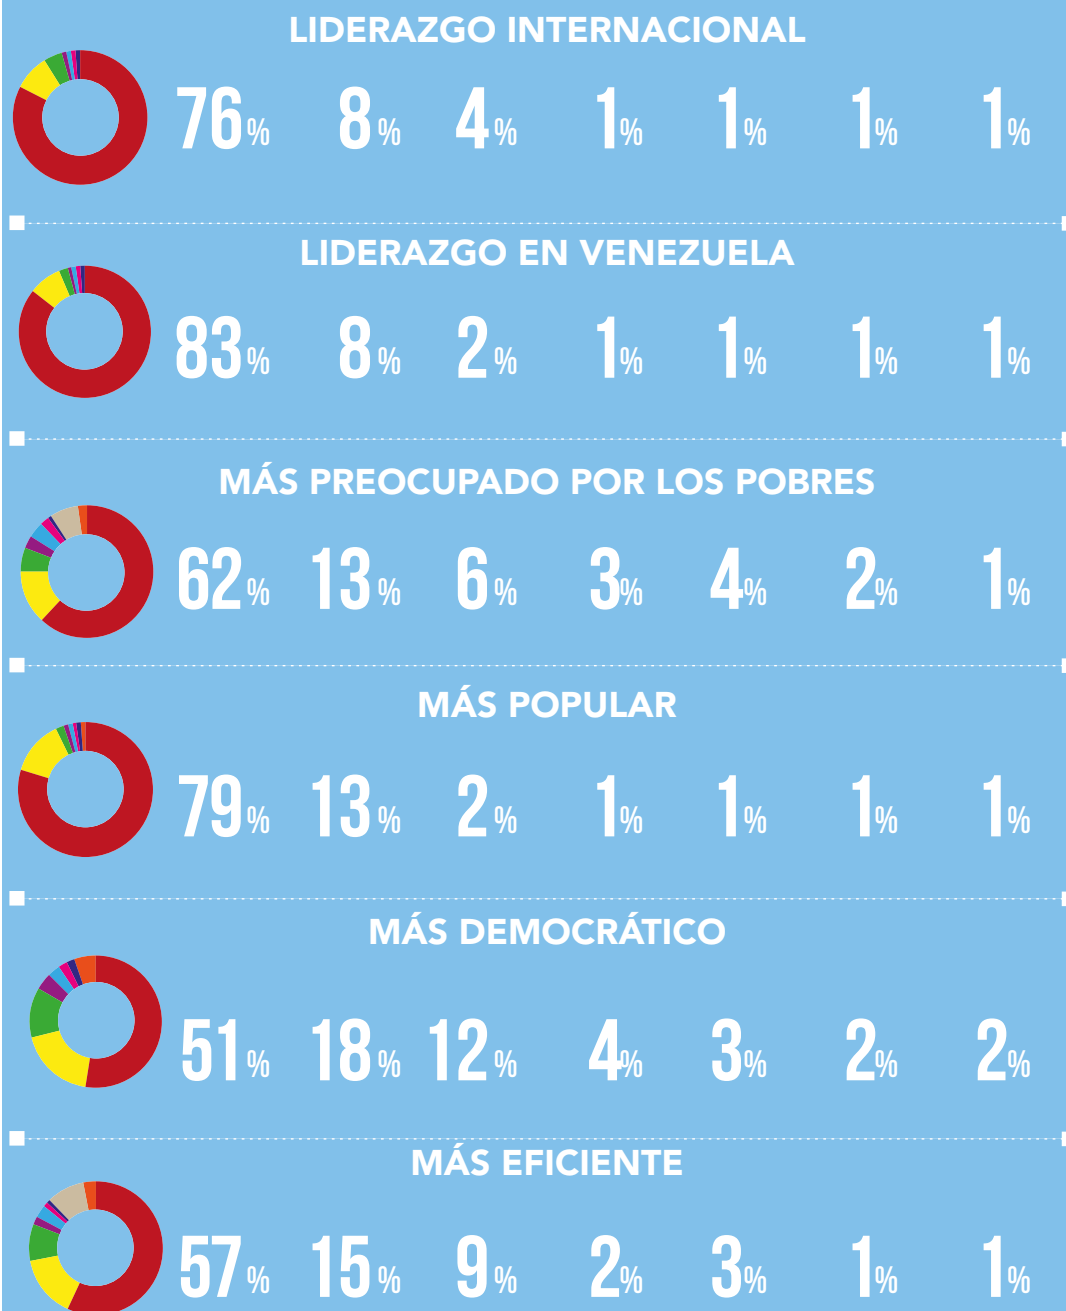 LIDERAZGO INTERNACIONAL
76% 8% 4% 1% 1% 1% 1%
LIDERAZGO EN VENEZUELA
83% 8% 2% 1% 1% 1% 1%
MÁS PREOCUPADO POR LOS POBRES
62% 13% 6% 3% 4% 2% 1%
MÁS POPULAR
79% 13% 2% 1% 1% 1% 1%
MÁS DEMOCRÁTICO
51% 18% 12% 4% 3% 2% 2%
MÁS EFICIENTE
57% 15% 9% 2% 3% 1% 1%